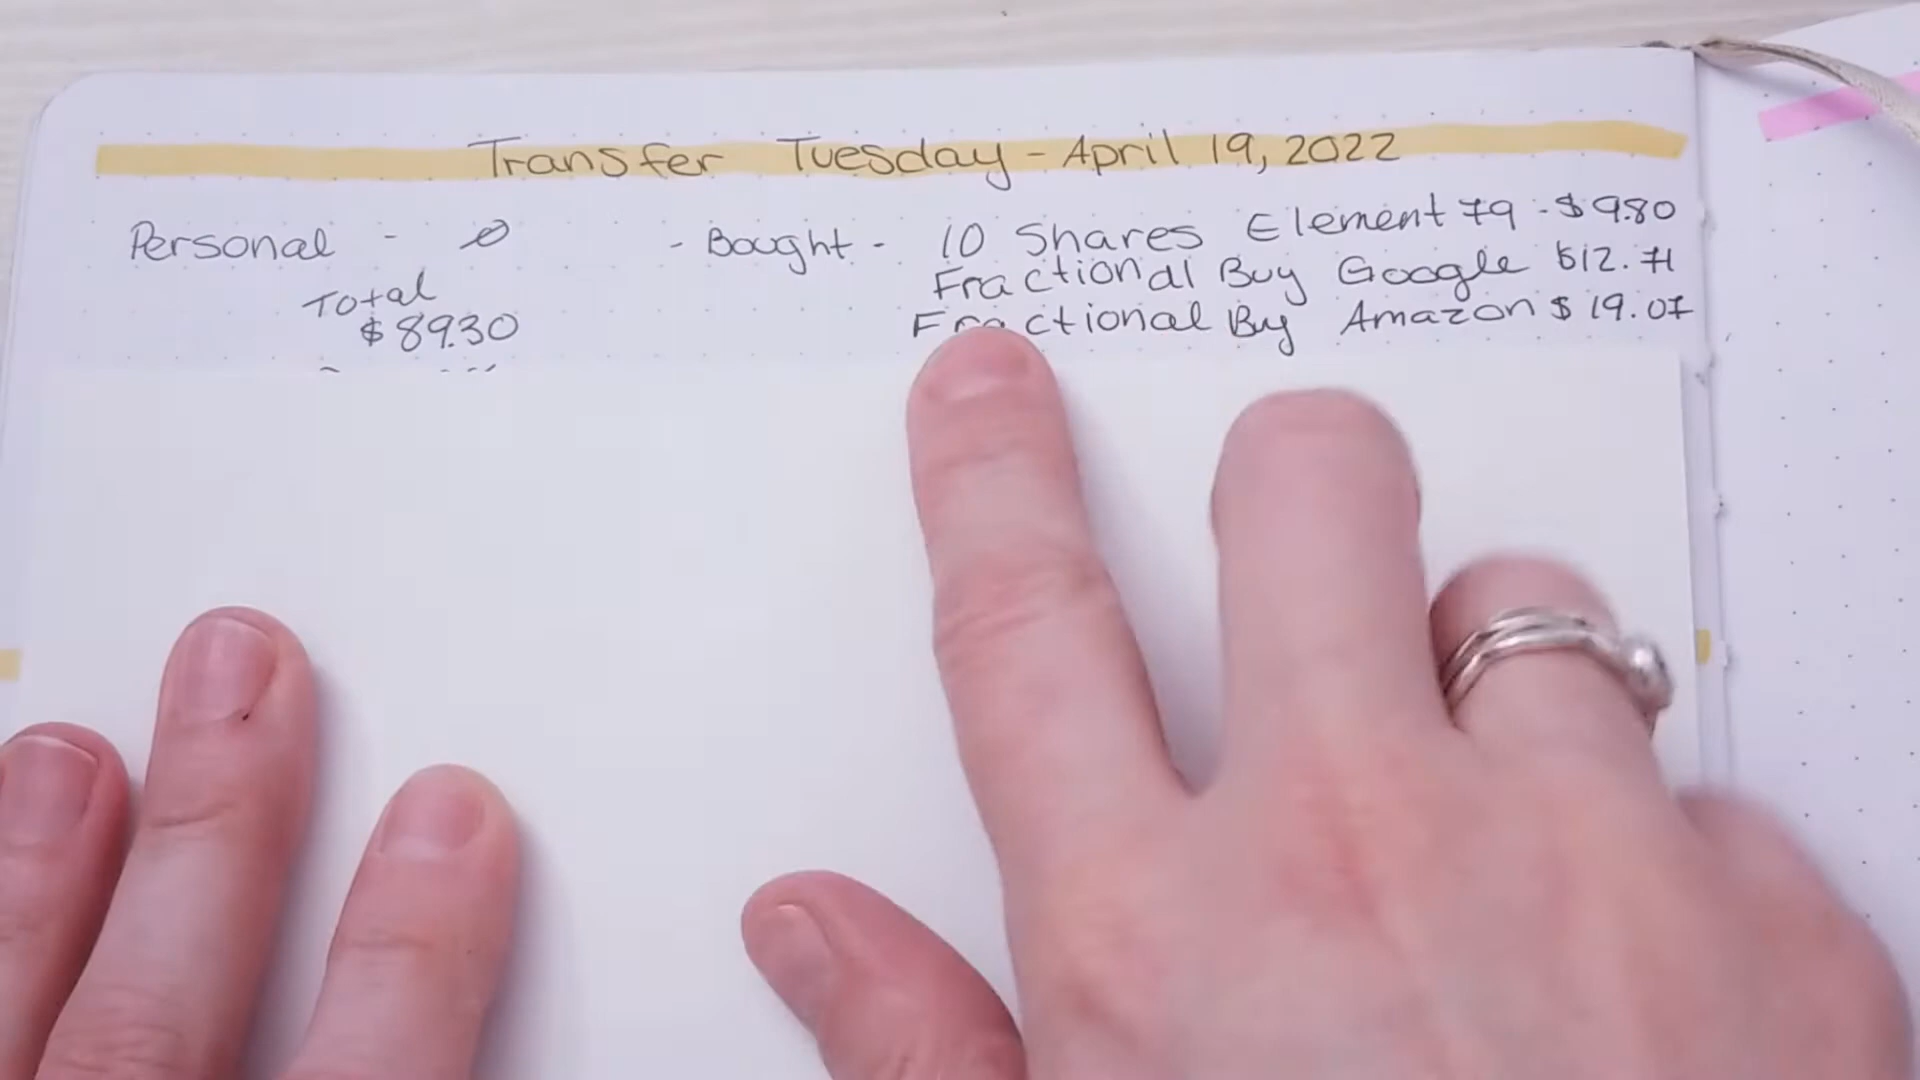 Transfer Tuesday - April 19, 2022
Personal - ∅ - Bought - 10 Shares Element 79 - $9.80
Fractional Buy Google $12.71
Total
Fractional By Amazon $19.07
$89.30